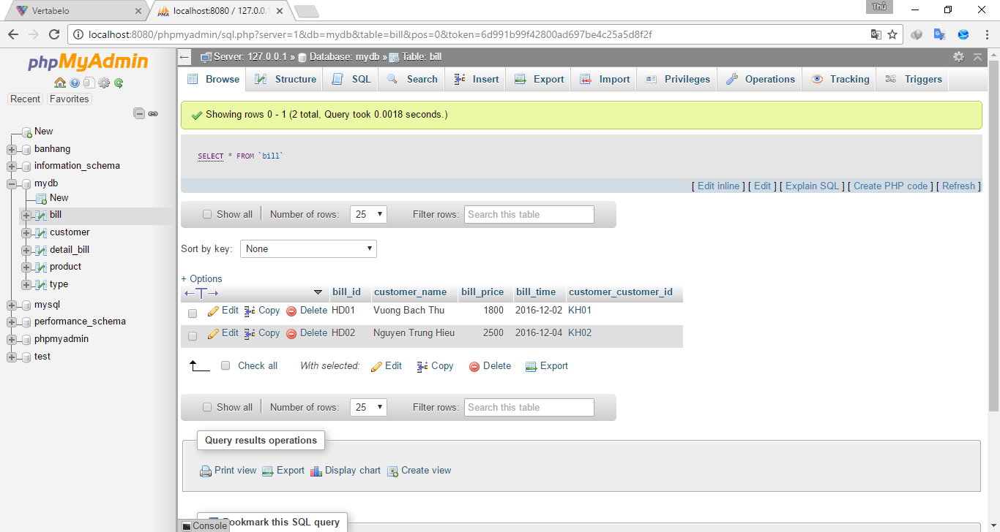 Vertabelo
localhost:8080 / 127.0.0.1
Thủ
localhost:8080/phpmyadmin/sql.php?server=1&db=mydb&table=bill&pos=0&token=6d991b99f42800ad697be4c25a5d8f2f
phpMyAdmin
Recent Favorites
New
banhang
information_schema
mydb
New
bill
customer
detail_bill
product
type
mysql
performance_schema
phpmyadmin
test
Server: 127.0.0.1 » Database: mydb » Table: bill
Browse Structure SQL Search Insert Export Import Privileges Operations Tracking Triggers
Showing rows 0 - 1 (2 total, Query took 0.0018 seconds.)
SELECT * FROM `bill`
[ Edit inline ] [ Edit ] [ Explain SQL ] [ Create PHP code ] [ Refresh ]
Show all Number of rows: 25 Filter rows: Search this table
Sort by key: None
+ Options
bill_id customer_name bill_price bill_time customer_customer_id
Edit Copy Delete HD01 Vuong Bach Thu 1800 2016-12-02 KH01
Edit Copy Delete HD02 Nguyen Trung Hieu 2500 2016-12-04 KH02
Check all With selected: Edit Copy Delete Export
Show all Number of rows: 25 Filter rows: Search this table
Query results operations
Print view Export Display chart Create view
Bookmark this SQL query
Console